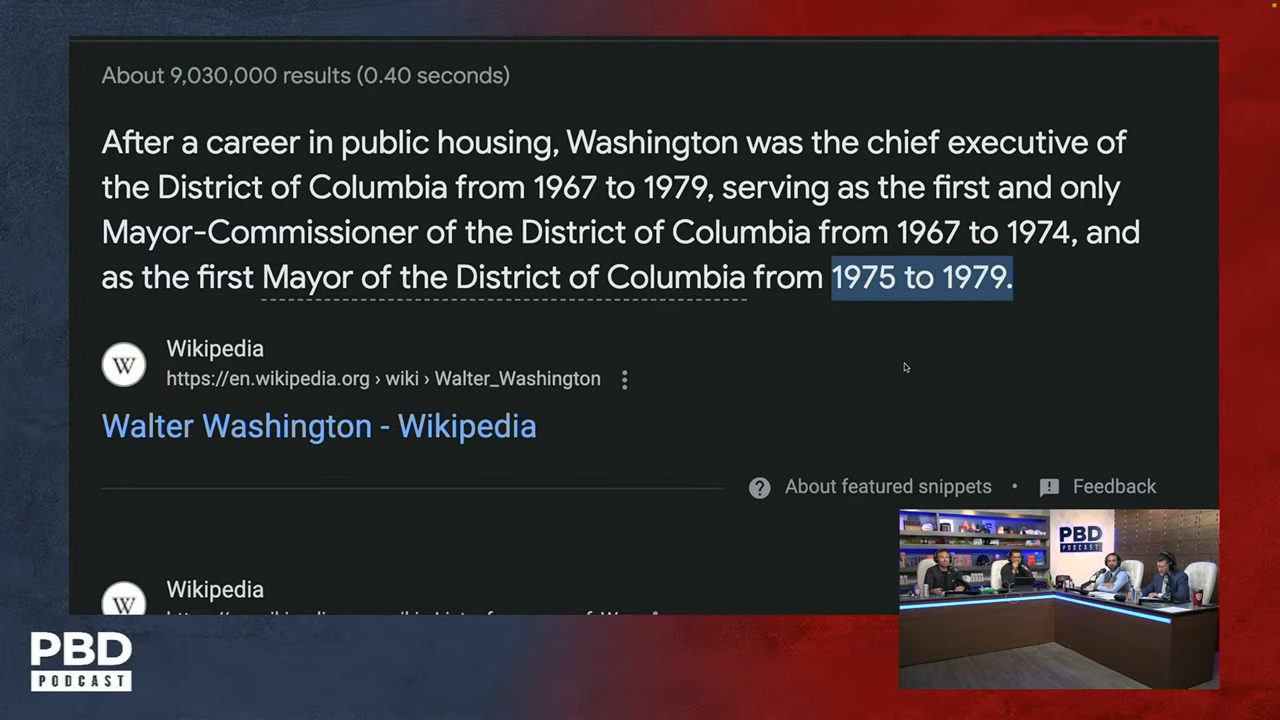 About 9,030,000 results (0.40 seconds)
After a career in public housing, Washington was the chief executive of
the District of Columbia from 1967 to 1979, serving as the first and only
Mayor-Commissioner of the District of Columbia from 1967 to 1974, and
as the first Mayor of the District of Columbia from 1975 to 1979.
W
Wikipedia
https://en.wikipedia.org › wiki › Walter_Washington
Walter Washington - Wikipedia
? About featured snippets • ! Feedback
W
Wikipedia
PBD
PODCAST
PBD
PODCAST